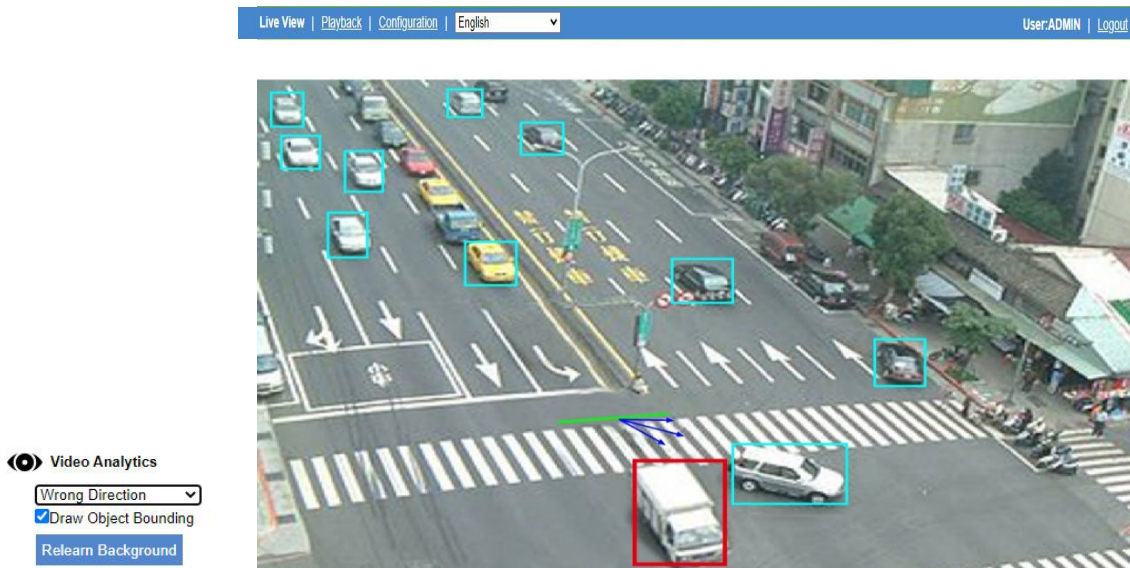 Live View | Playback | Configuration | English
User:ADMIN | Logout
Video Analytics
Wrong Direction
Draw Object Bounding
Relearn Background